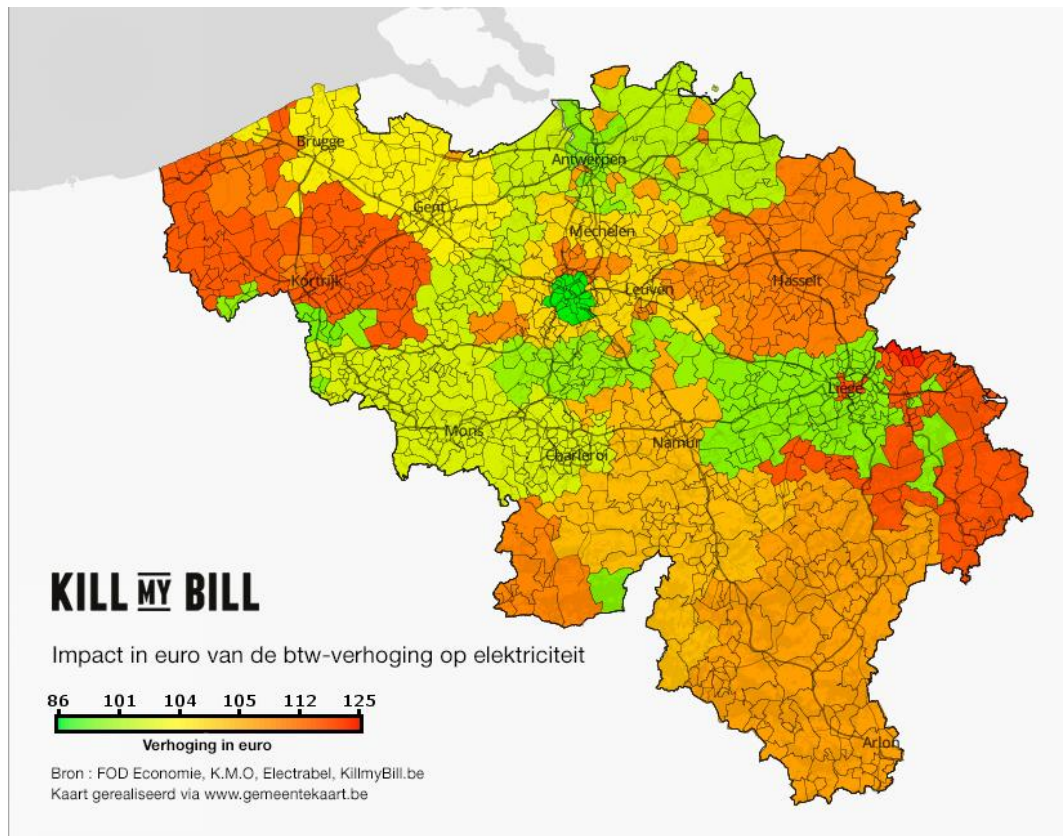 Brugge
Antwerpen
Gent
Mechelen
Kortrijk
Leuven
Hasselt
Liège
Mons
Namur
Charleroi
Arlon
KILL MY BILL
Impact in euro van de btw-verhoging op elektriciteit
86 101 104 105 112 125
Verhoging in euro
Bron : FOD Economie, K.M.O, Electrabel, KillmyBill.be
Kaart gerealiseerd via www.gemeentekaart.be